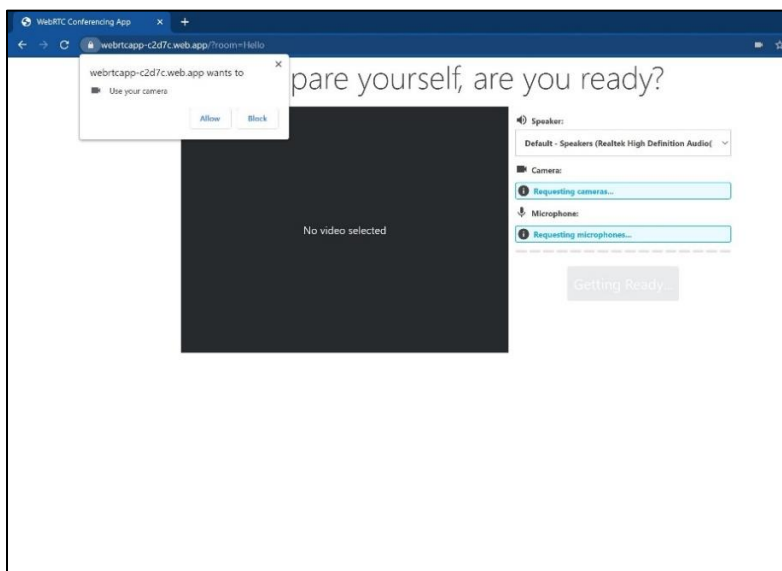 WebRTC Conferencing App
webrtcapp-c2d7c.web.app/?room=Hello
webrtcapp-c2d7c.web.app wants to
Use your camera
Allow Block
pare yourself, are you ready?
Speaker:
Default - Speakers (Realtek High Definition Audio(
Camera:
Requesting cameras...
Microphone:
Requesting microphones...
No video selected
Getting Ready...